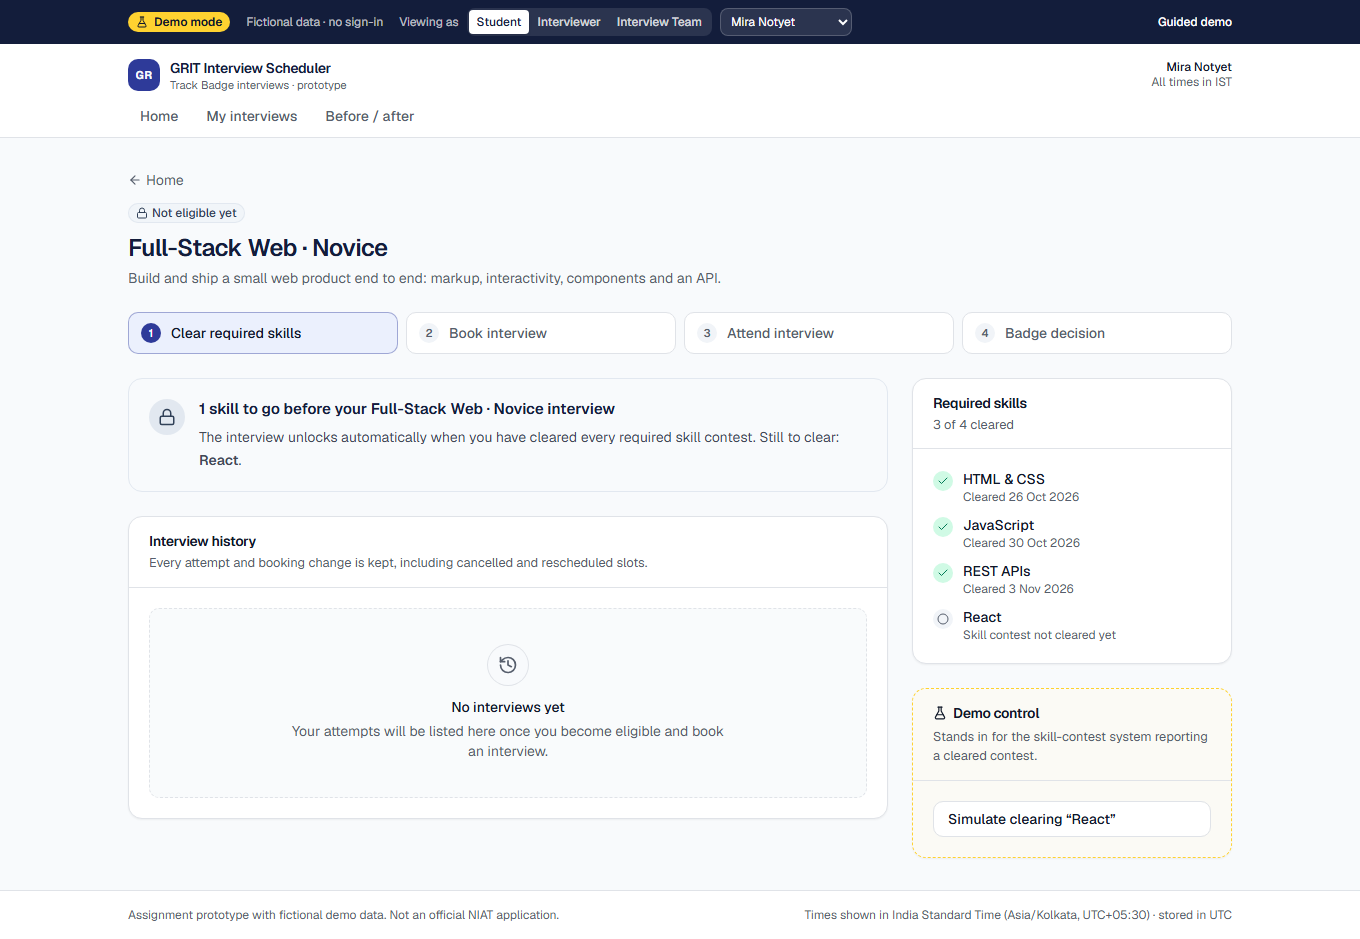 Demo mode Fictional data · no sign-in Viewing as Student Interviewer Interview Team Mira Notyet Guided demo
GR GRIT Interview Scheduler
Track Badge interviews · prototype
Mira Notyet
All times in IST
Home My interviews Before / after
Home
Not eligible yet
Full-Stack Web · Novice
Build and ship a small web product end to end: markup, interactivity, components and an API.
1 Clear required skills 2 Book interview 3 Attend interview 4 Badge decision
1 skill to go before your Full-Stack Web · Novice interview
The interview unlocks automatically when you have cleared every required skill contest. Still to clear:
React.
Interview history
Every attempt and booking change is kept, including cancelled and rescheduled slots.
No interviews yet
Your attempts will be listed here once you become eligible and book
an interview.
Required skills
3 of 4 cleared
HTML & CSS
Cleared 26 Oct 2026
JavaScript
Cleared 30 Oct 2026
REST APIs
Cleared 3 Nov 2026
React
Skill contest not cleared yet
Demo control
Stands in for the skill-contest system reporting
a cleared contest.
Simulate clearing “React”
Assignment prototype with fictional demo data. Not an official NIAT application.
Times shown in India Standard Time (Asia/Kolkata, UTC+05:30) · stored in UTC